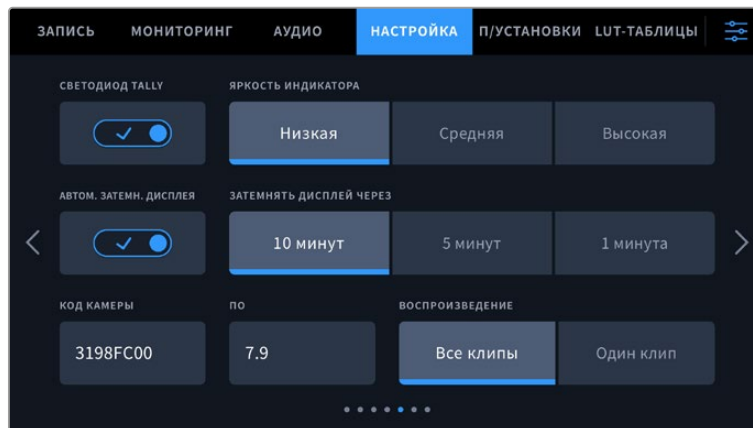 ЗАПИСЬ МОНИТОРИНГ АУДИО НАСТРОЙКА П/УСТАНОВКИ LUT-ТАБЛИЦЫ
СВЕТОДИОД TALLY ЯРКОСТЬ ИНДИКАТОРА
Низкая Средняя Высокая
АВТОМ. ЗАТЕМН. ДИСПЛЕЯ ЗАТЕМНЯТЬ ДИСПЛЕЙ ЧЕРЕЗ
10 минут 5 минут 1 минута
КОД КАМЕРЫ ПО ВОСПРОИЗВЕДЕНИЕ
3198FC00 7.9 Все клипы Один клип